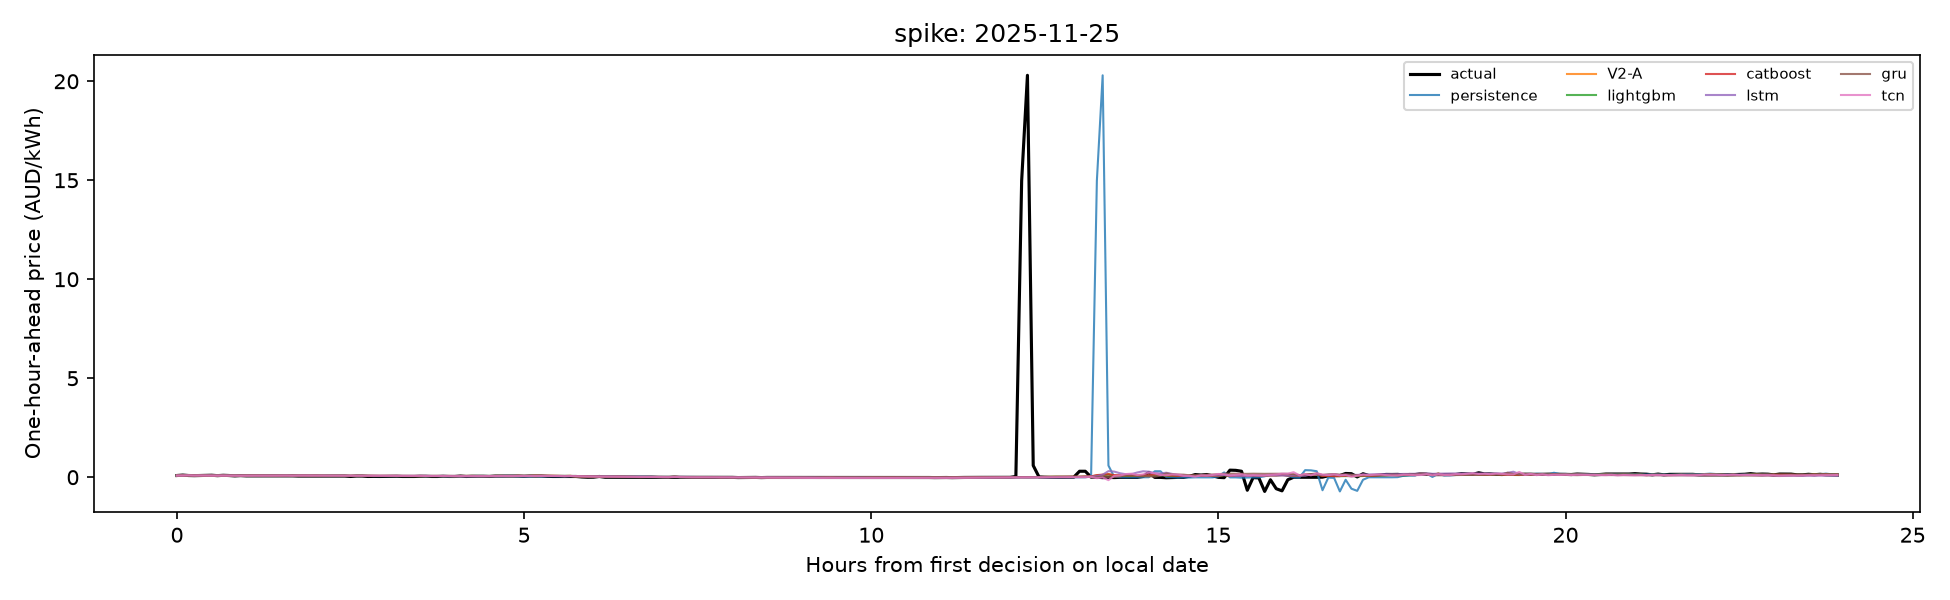 spike: 2025-11-25
One-hour-ahead price (AUD/kWh)
20
15
10
5
0
actual
persistence
V2-A
lightgbm
catboost
lstm
gru
tcn
0
5
10
15
20
25
Hours from first decision on local date